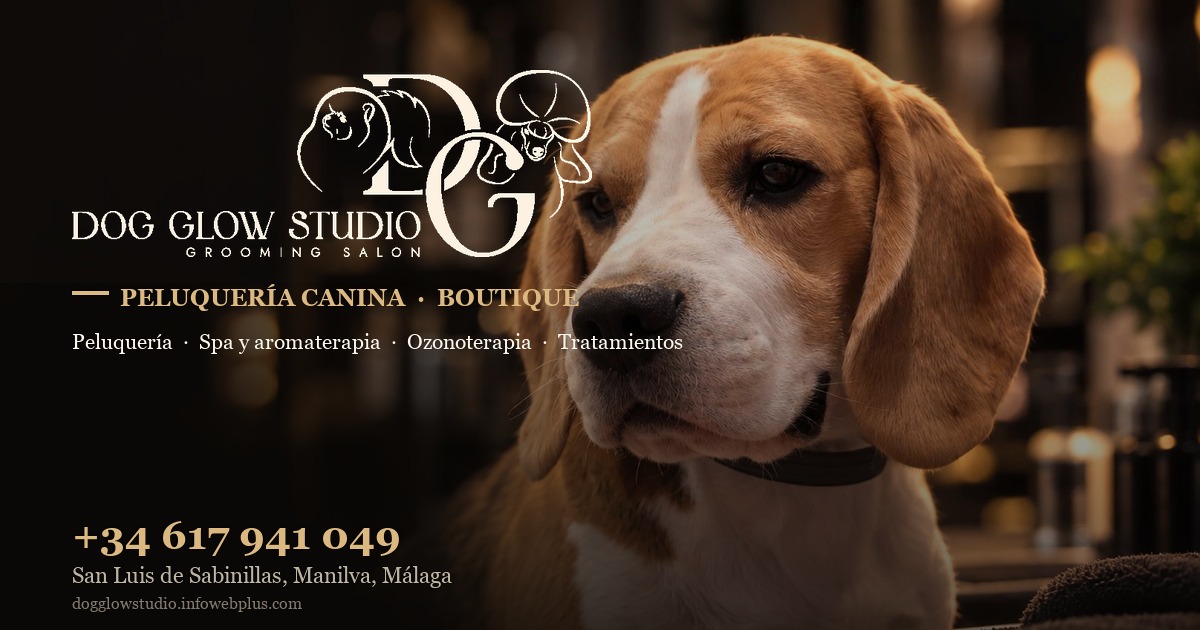 DG
DOG GLOW STUDIO
GROOMING SALON
PELUQUERÍA CANINA · BOUTIQUE
Peluquería · Spa y aromaterapia · Ozonoterapia · Tratamientos
+34 617 941 049
San Luis de Sabinillas, Manilva, Málaga
dogglowstudio.infowebplus.com